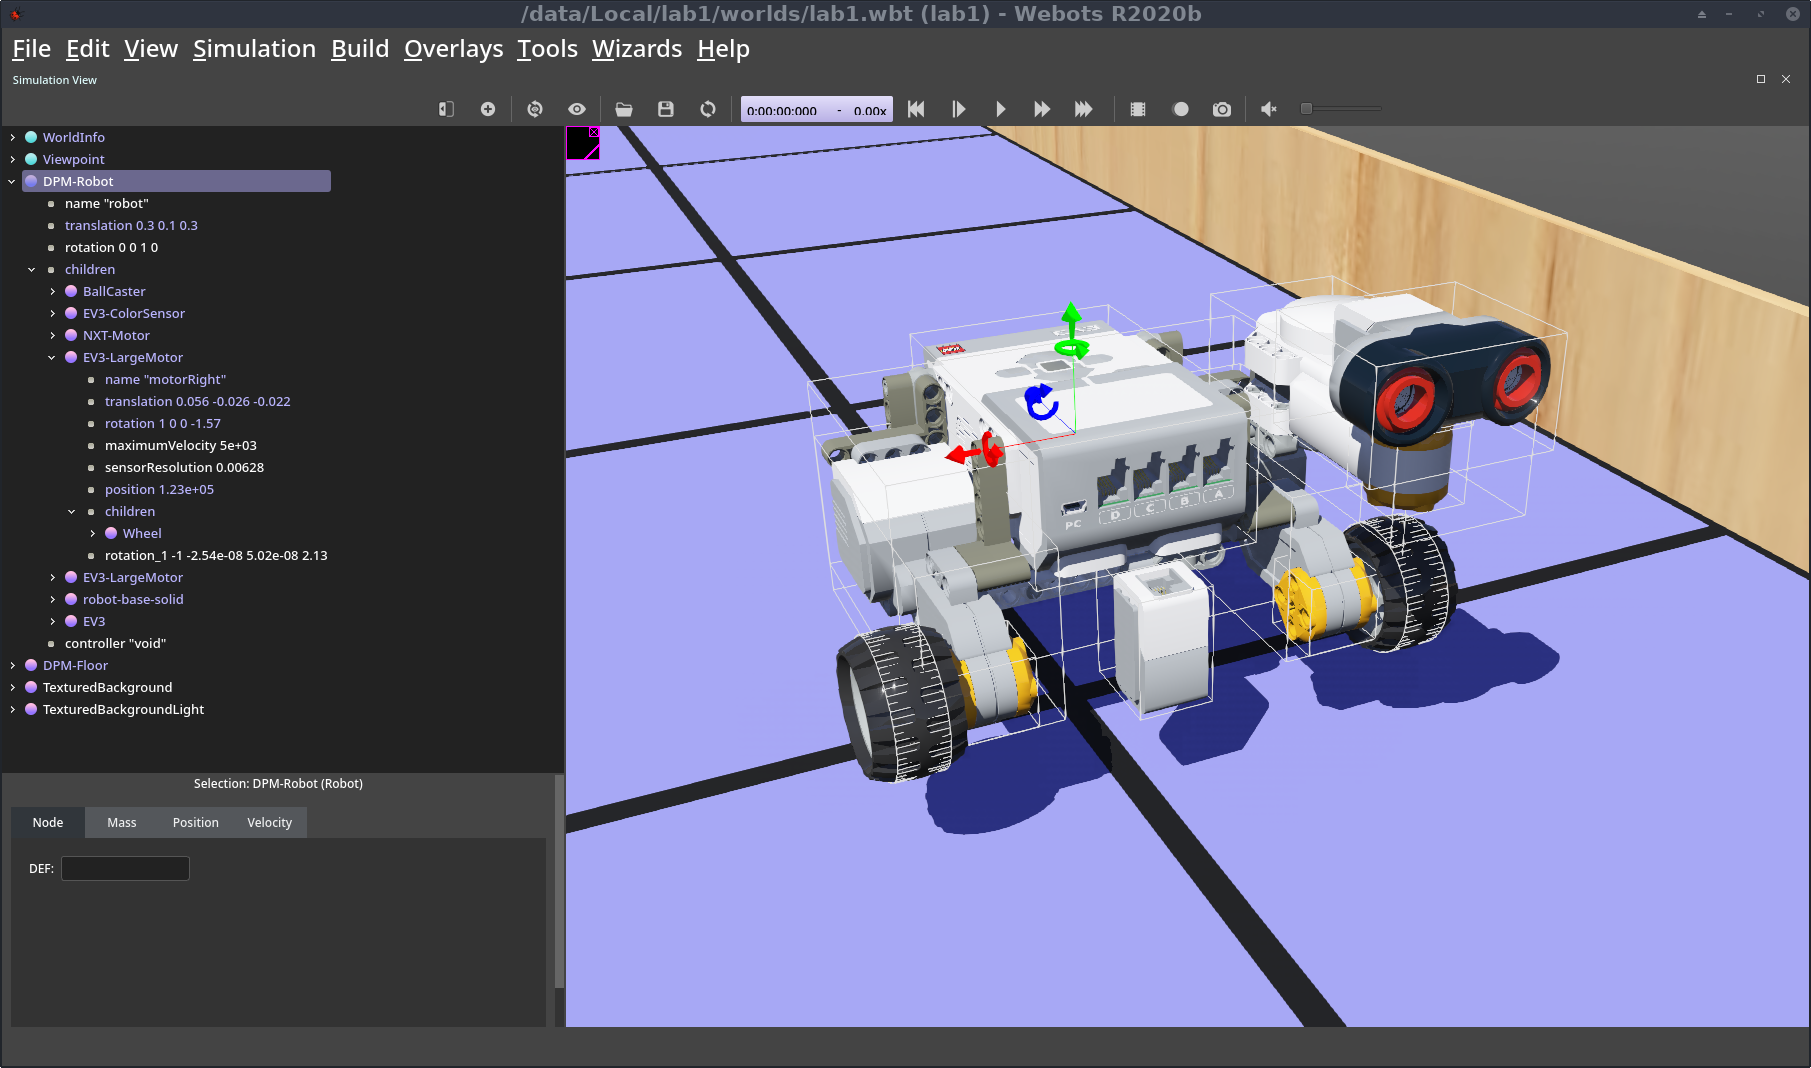 /data/Local/lab1/worlds/lab1.wbt (lab1) - Webots R2020b
File Edit View Simulation Build Overlays Tools Wizards Help
Simulation View
0:00:00:000 - 0.00x
WorldInfo
Viewpoint
DPM-Robot
name "robot"
translation 0.3 0.1 0.3
rotation 0 0 1 0
children
BallCaster
EV3-ColorSensor
NXT-Motor
EV3-LargeMotor
name "motorRight"
translation 0.056 -0.026 -0.022
rotation 1 0 0 -1.57
maximumVelocity 5e+03
sensorResolution 0.00628
position 1.23e+05
children
Wheel
rotation_1 -1 -2.54e-08 5.02e-08 2.13
EV3-LargeMotor
robot-base-solid
EV3
controller "void"
DPM-Floor
TexturedBackground
TexturedBackgroundLight
Selection: DPM-Robot (Robot)
Node Mass Position Velocity
DEF:
PC D C B A